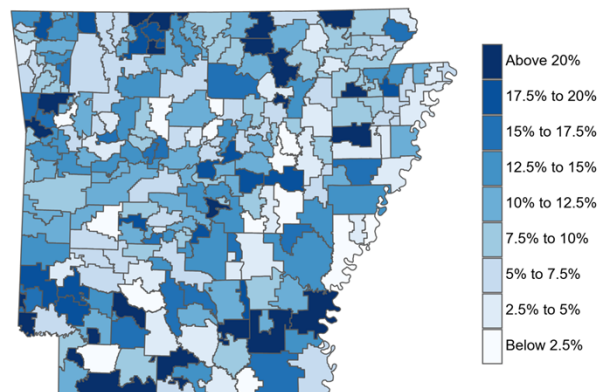 Above 20%
17.5% to 20%
15% to 17.5%
12.5% to 15%
10% to 12.5%
7.5% to 10%
5% to 7.5%
2.5% to 5%
Below 2.5%